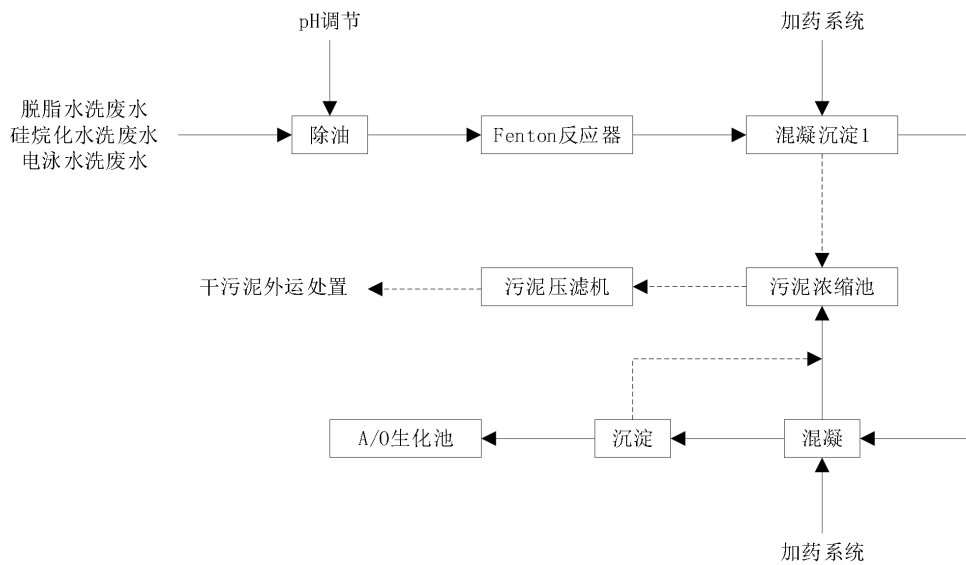 pH调节
加药系统
脱脂水洗废水
硅烷化水洗废水
电泳水洗废水
除油
Fenton反应器
混凝沉淀1
干污泥外运处置
污泥压滤机
污泥浓缩池
A/O生化池
沉淀
混凝
加药系统